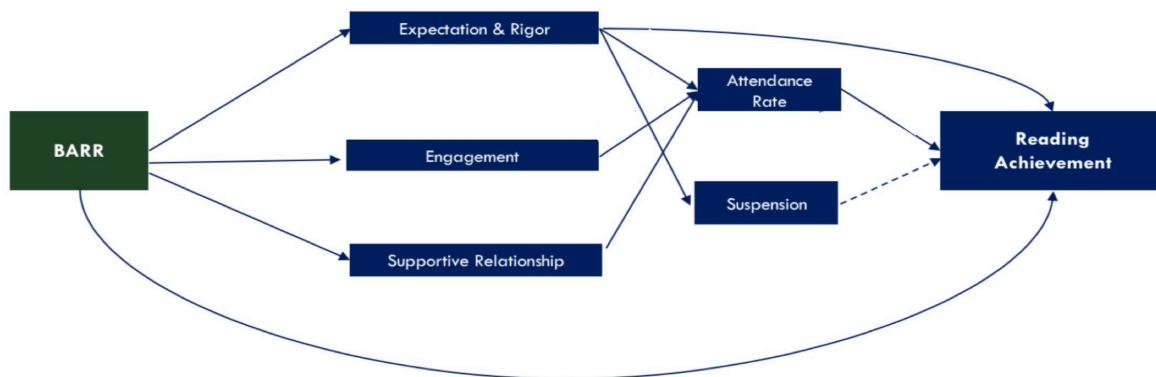 Expectation & Rigor
Attendance
Rate
BARR
Reading
Achievement
Engagement
Suspension
Supportive Relationship